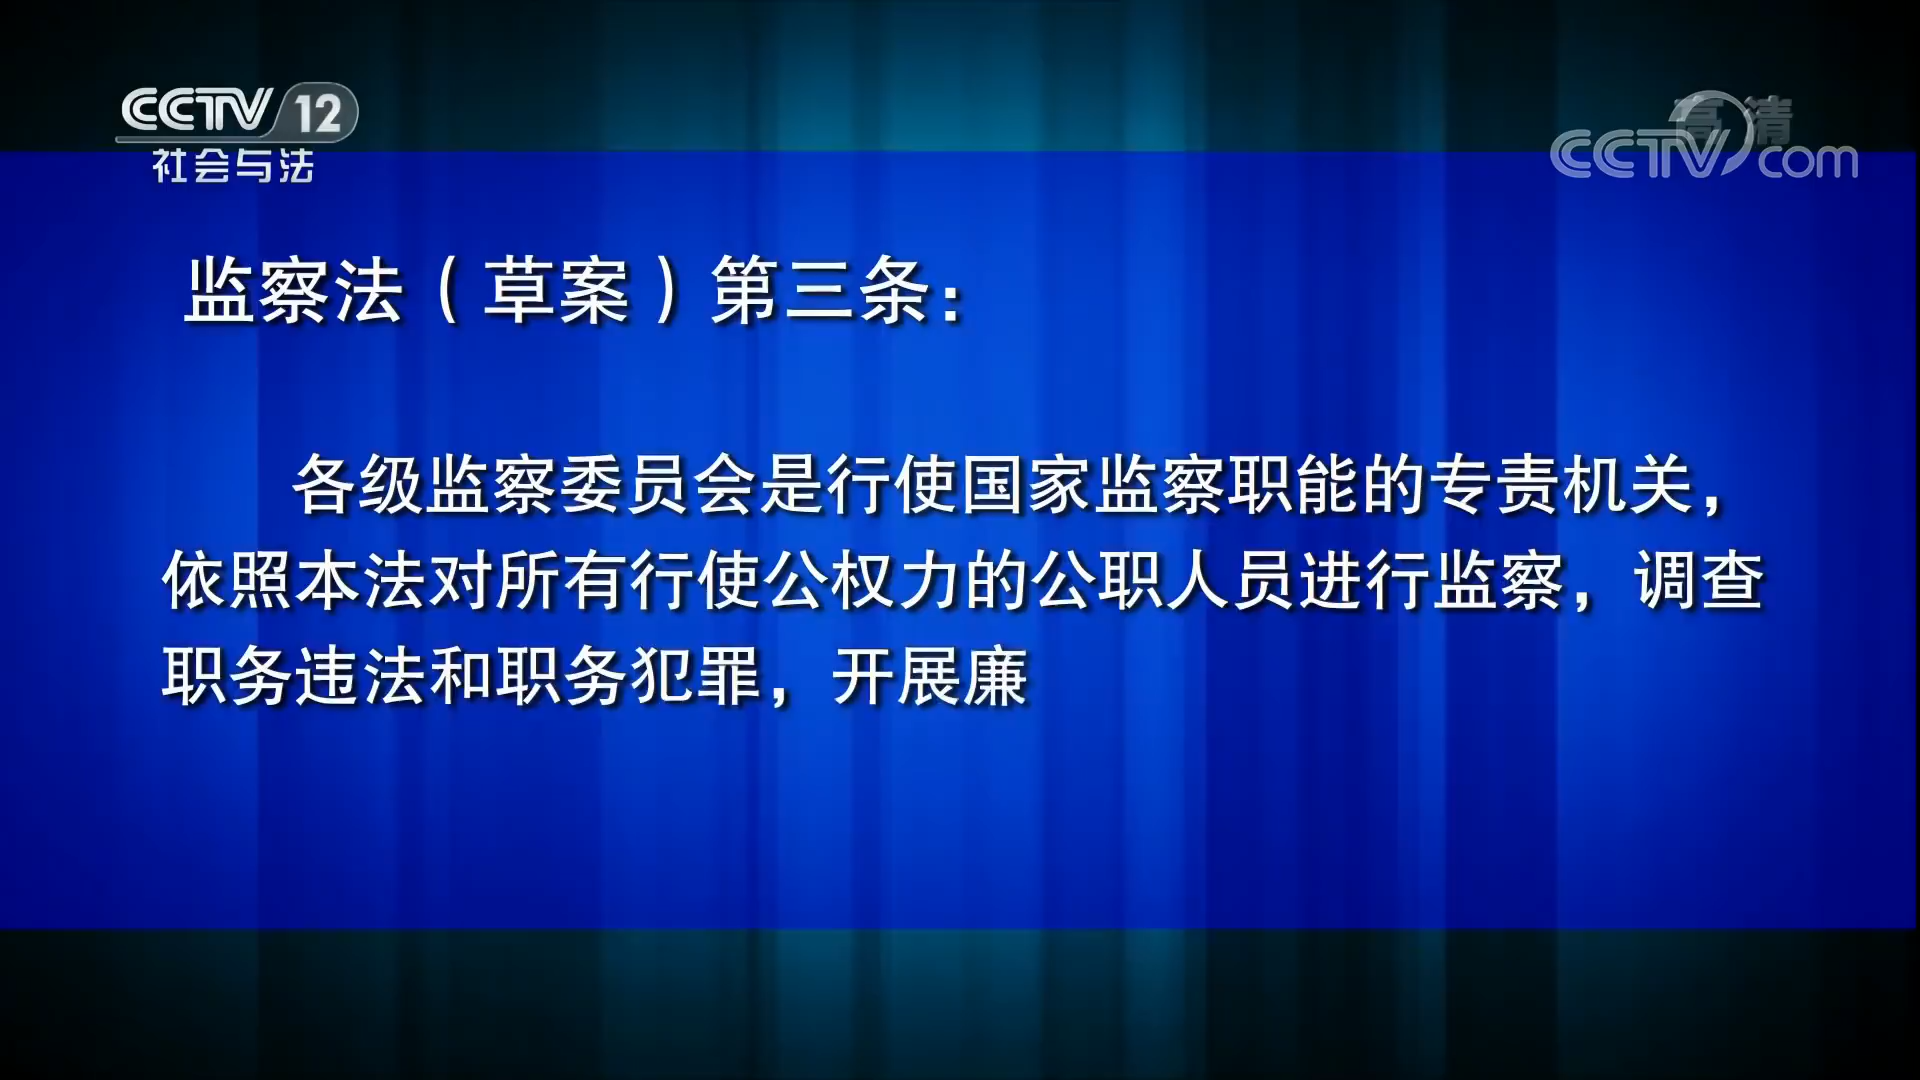 CCTV 12
社会与法
高清
CCTV.com
监察法（草案）第三条：
各级监察委员会是行使国家监察职能的专责机关，
依照本法对所有行使公权力的公职人员进行监察，调查
职务违法和职务犯罪，开展廉